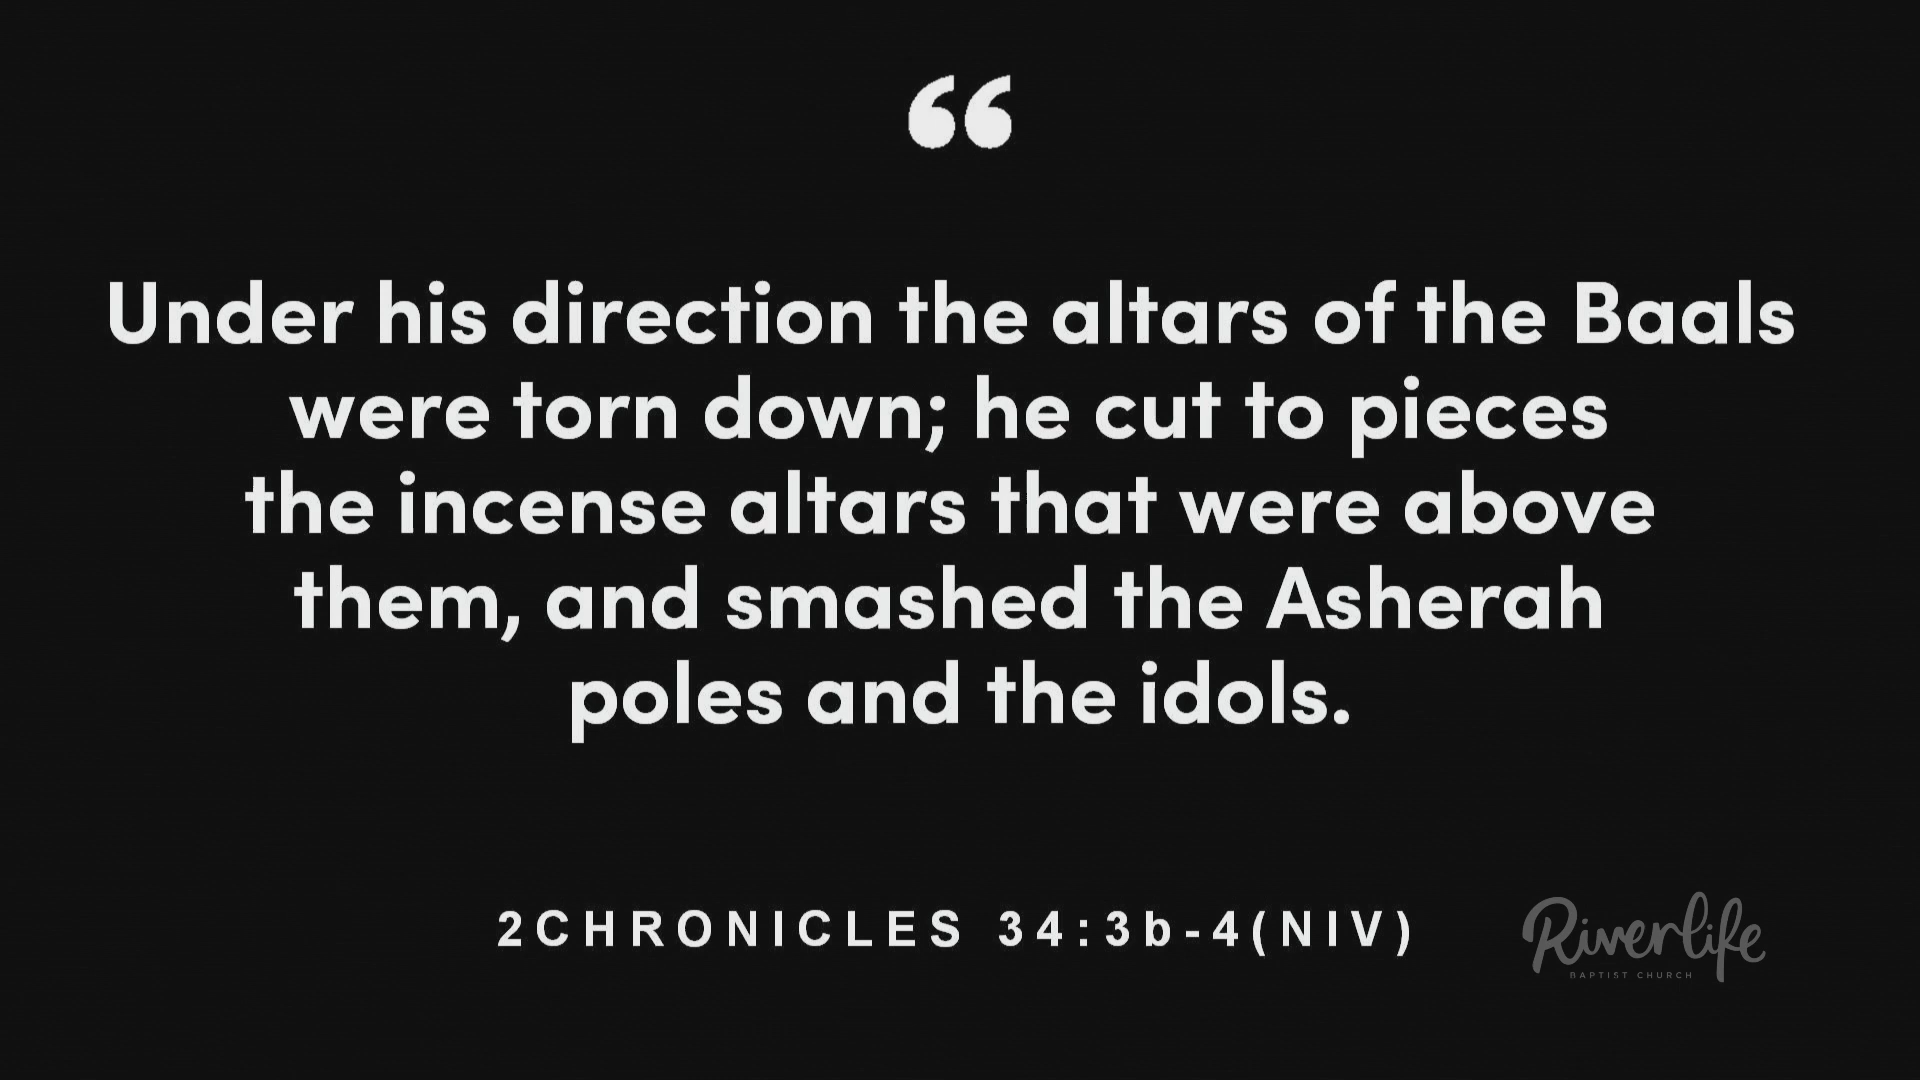 “
Under his direction the altars of the Baals
were torn down; he cut to pieces
the incense altars that were above
them, and smashed the Asherah
poles and the idols.
2CHRONICLES 34:3b-4(NIV)
Riverlife
BAPTIST CHURCH